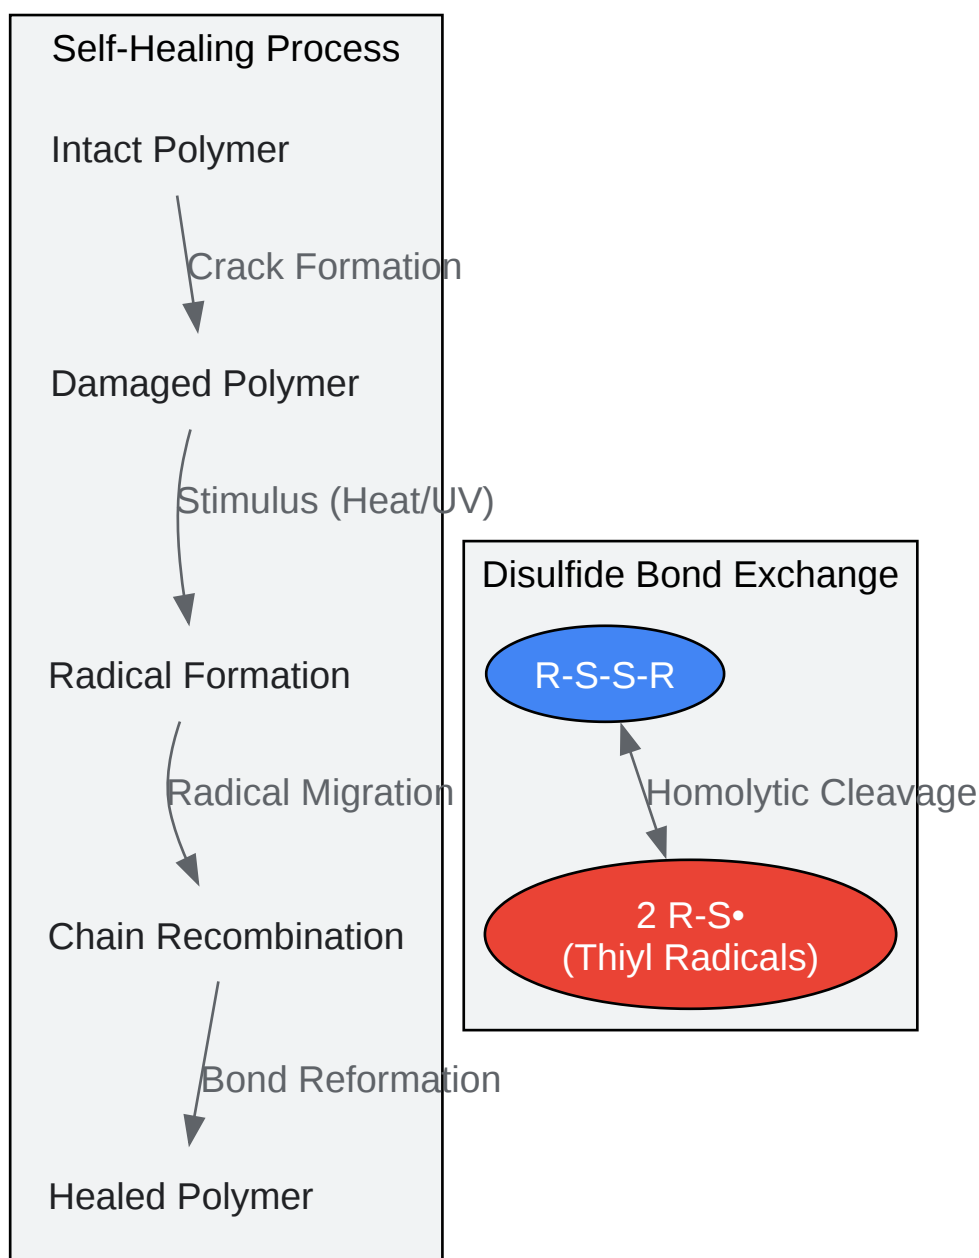 Self-Healing Process
Intact Polymer
Crack Formation
Damaged Polymer
Stimulus (Heat/UV)
Radical Formation
Radical Migration
Chain Recombination
Bond Reformation
Healed Polymer
Disulfide Bond Exchange
R-S-S-R
Homolytic Cleavage
2 R-S•
(Thiyl Radicals)